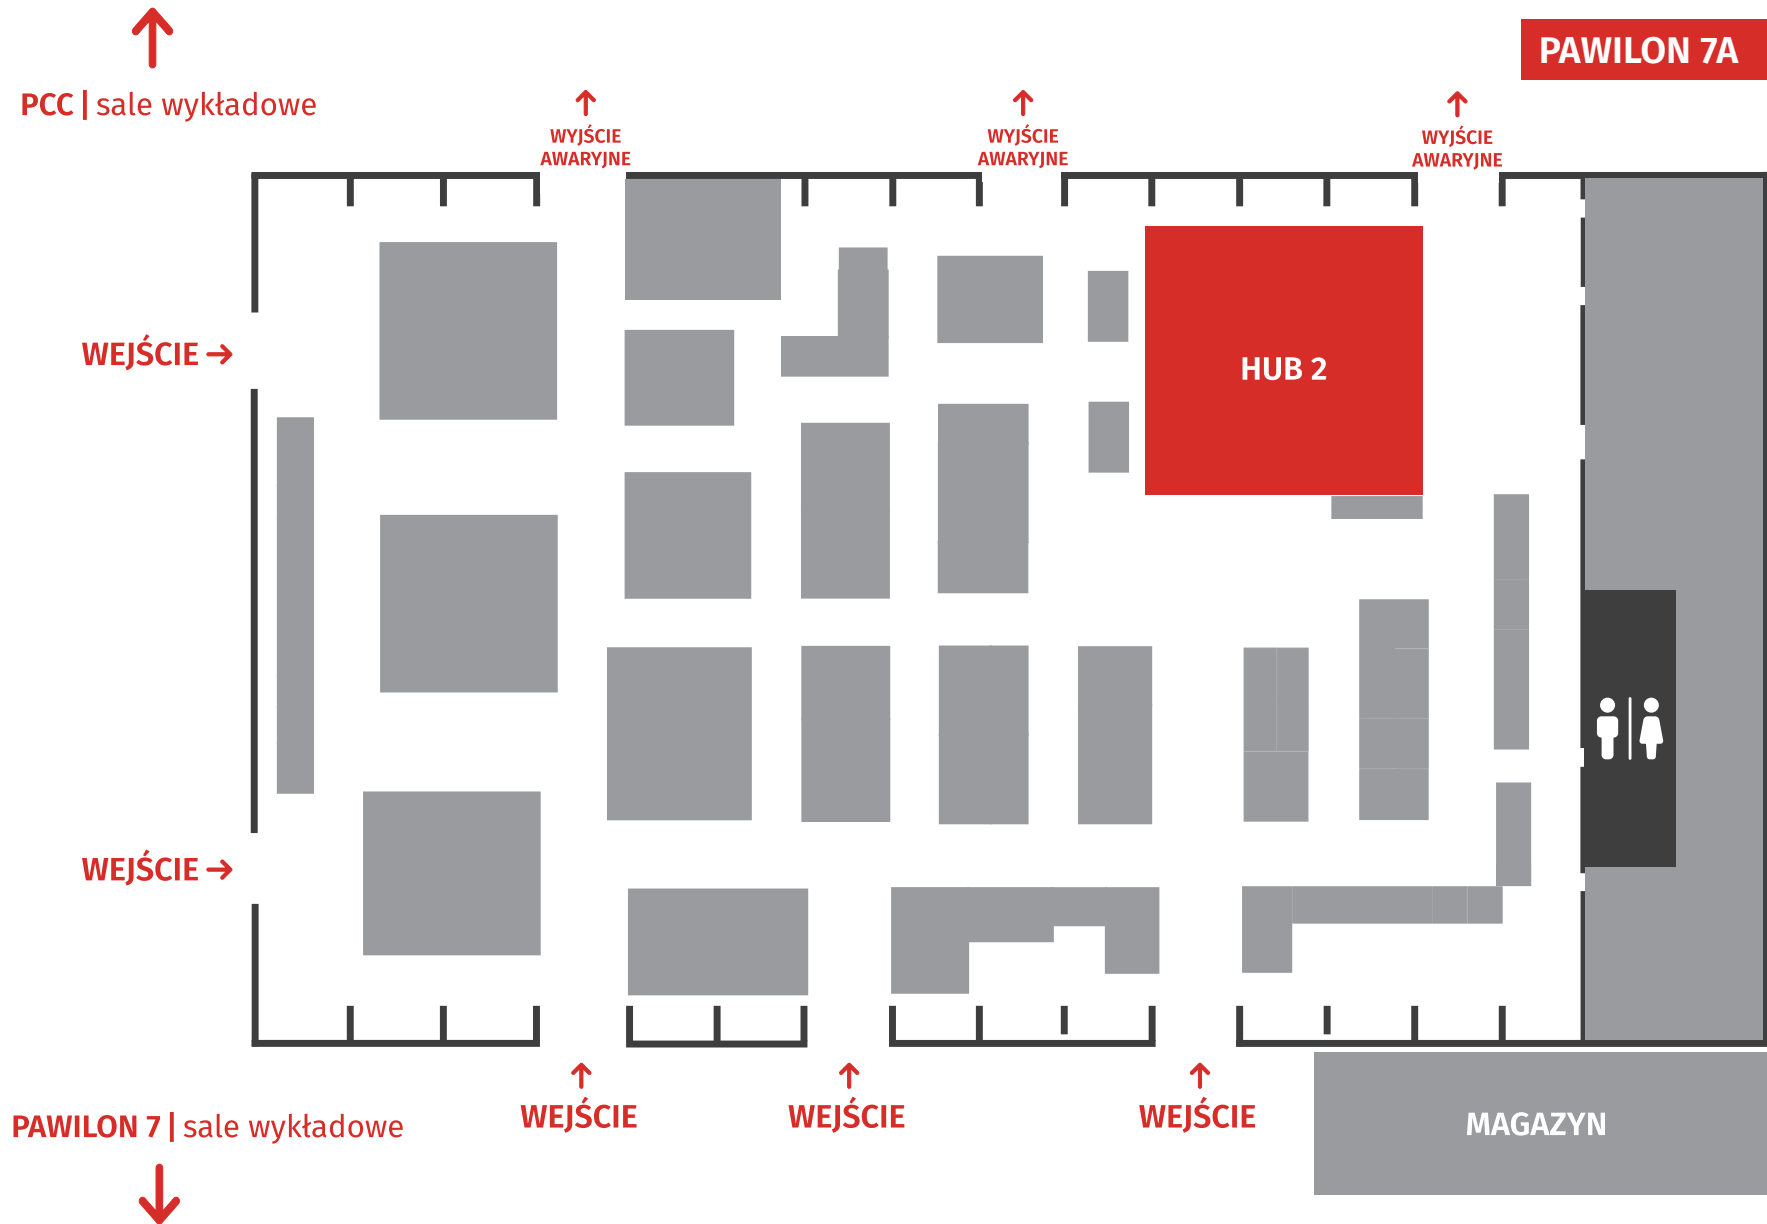 PAWILON 7A
PCC | sale wykładowe
WYJŚCIE
AWARYJNE
WYJŚCIE
AWARYJNE
WYJŚCIE
AWARYJNE
WEJŚCIE
HUB 2
WEJŚCIE
WEJŚCIE
WEJŚCIE
WEJŚCIE
MAGAZYN
PAWILON 7 | sale wykładowe